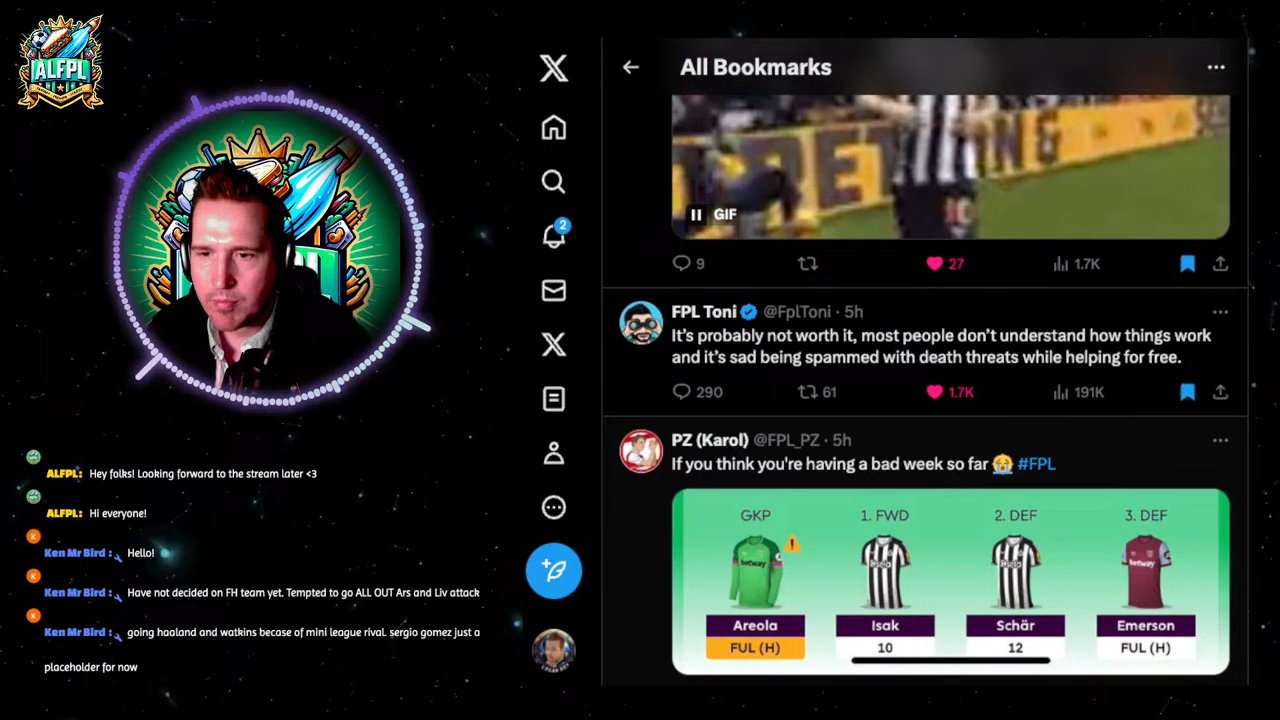 ALFPL
ALFPL: Hey folks! Looking forward to the stream later <3
ALFPL: Hi everyone!
Ken Mr Bird : Hello!
Ken Mr Bird : Have not decided on FH team yet. Tempted to go ALL OUT Ars and Liv attack
Ken Mr Bird : going haaland and watkins becase of mini league rival. sergio gomez just a
placeholder for now
2
All Bookmarks
GIF
9 27 1.7K
FPL Toni @FplToni · 5h
It's probably not worth it, most people don't understand how things work
and it's sad being spammed with death threats while helping for free.
290 61 1.7K 191K
PZ (Karol) @FPL_PZ · 5h
If you think you're having a bad week so far 😭 #FPL
GKP 1. FWD 2. DEF 3. DEF
betway sela sela betway
Areola Isak Schär Emerson
FUL (H) 10 12 FUL (H)